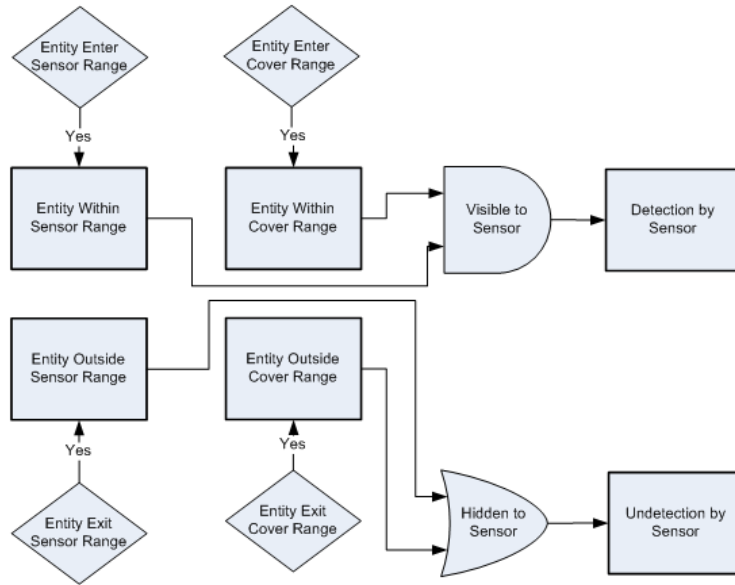 Entity Enter
Sensor Range
Entity Enter
Cover Range
Yes
Yes
Entity Within
Sensor Range
Entity Within
Cover Range
Visible to
Sensor
Detection by
Sensor
Entity Outside
Sensor Range
Entity Outside
Cover Range
Yes
Yes
Entity Exit
Sensor Range
Entity Exit
Cover Range
Hidden to
Sensor
Undetection by
Sensor